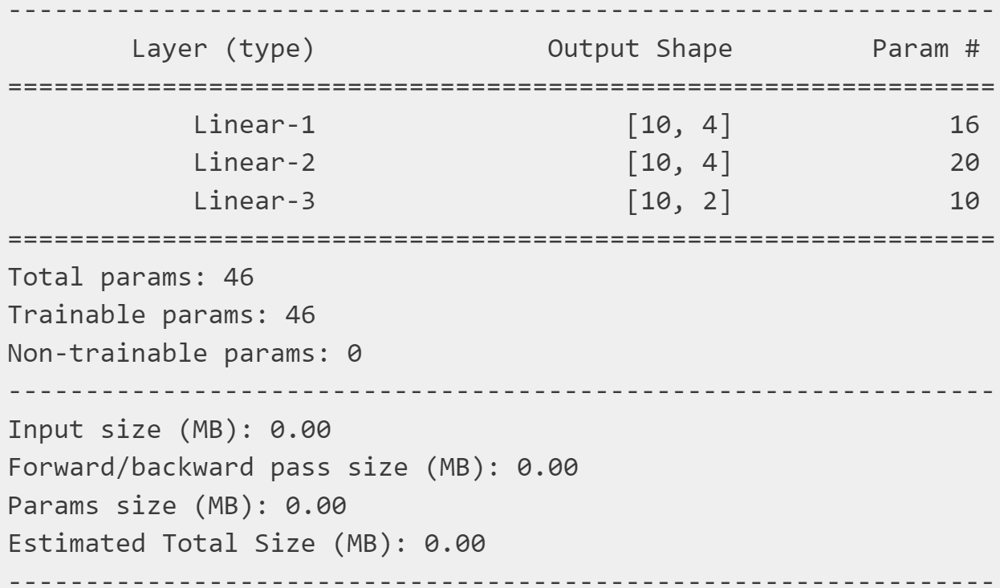 ----------------------------------------------------------------
        Layer (type)               Output Shape         Param #
================================================================
            Linear-1                    [10, 4]              16
            Linear-2                    [10, 4]              20
            Linear-3                    [10, 2]              10
================================================================
Total params: 46
Trainable params: 46
Non-trainable params: 0
----------------------------------------------------------------
Input size (MB): 0.00
Forward/backward pass size (MB): 0.00
Params size (MB): 0.00
Estimated Total Size (MB): 0.00
----------------------------------------------------------------